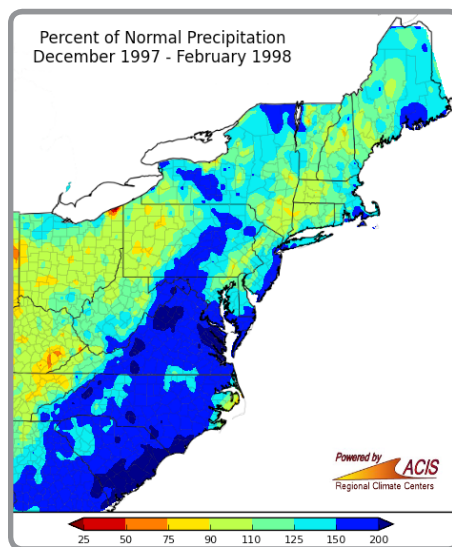 Percent of Normal Precipitation
December 1997 - February 1998
Powered by
ACIS
Regional Climate Centers
25 50 75 90 110 125 150 200